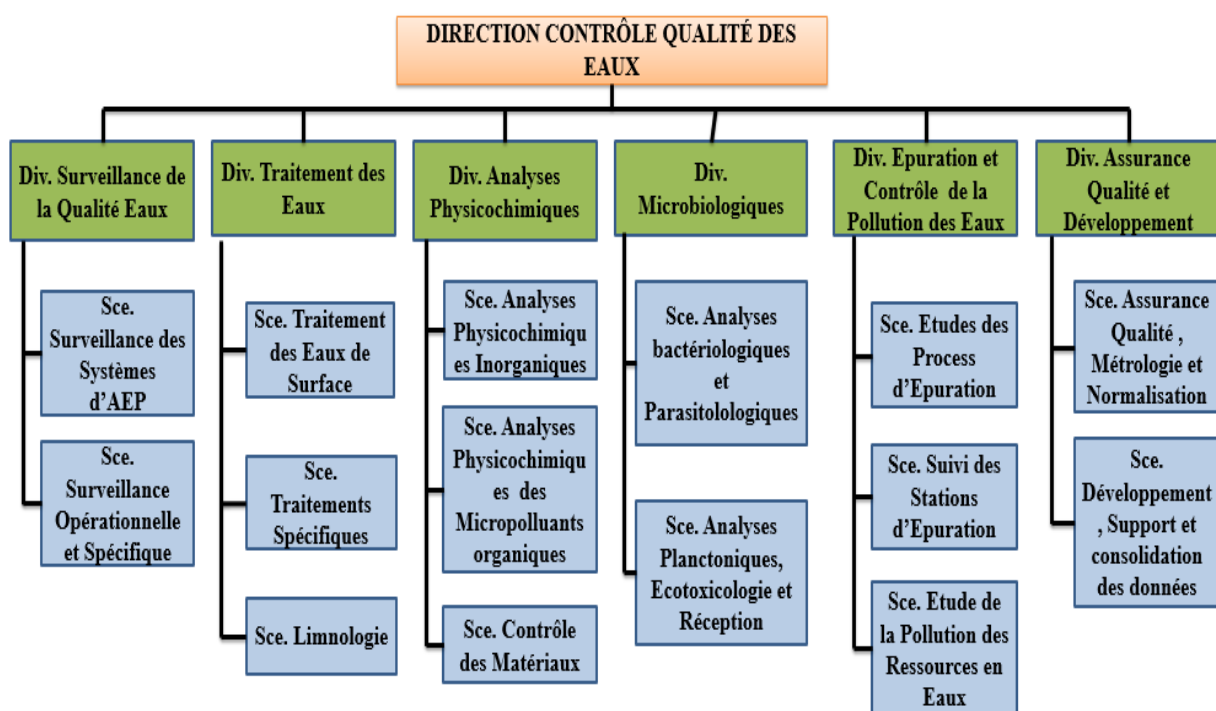 DIRECTION CONTRÔLE QUALITÉ DES
EAUX
Div. Surveillance de
la Qualité Eaux
Sce.
Surveillance des
Systèmes
d’AEP
Sce.
Surveillance
Opérationnelle
et Spécifique
Div. Traitement des
Eaux
Sce. Traitement
des Eaux de
Surface
Sce.
Traitements
Spécifiques
Sce. Limnologie
Div. Analyses
Physicochimiques
Sce. Analyses
Physicochimiqu
es Inorganiques
Sce. Analyses
Physicochimiqu
es des
Micropolluants
organiques
Sce. Contrôle
des Matériaux
Div.
Microbiologiques
Sce. Analyses
bactériologiques
et
Parasitolologiques
Sce. Analyses
Planctoniques,
Ecotoxicologie et
Réception
Div. Epuration et
Contrôle de la
Pollution des Eaux
Sce. Etudes des
Process
d’Epuration
Sce. Suivi des
Stations
d’Epuration
Sce. Etude de
la Pollution des
Ressources en
Eaux
Div. Assurance
Qualité et
Développement
Sce. Assurance
Qualité ,
Métrologie et
Normalisation
Sce.
Développement
, Support et
consolidation
des données